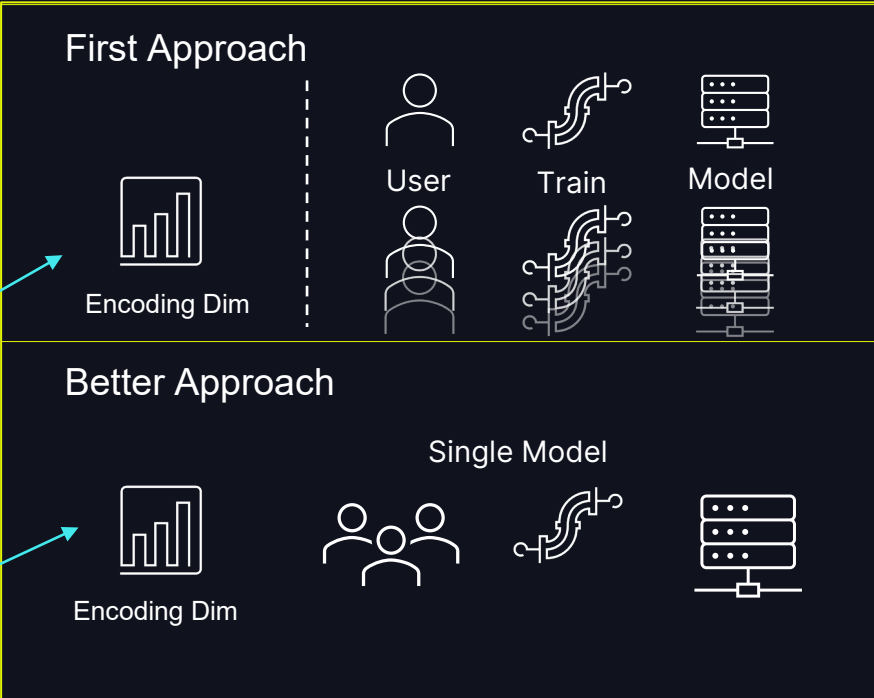 First Approach
User
Train
Model
Encoding Dim
Better Approach
Single Model
Encoding Dim